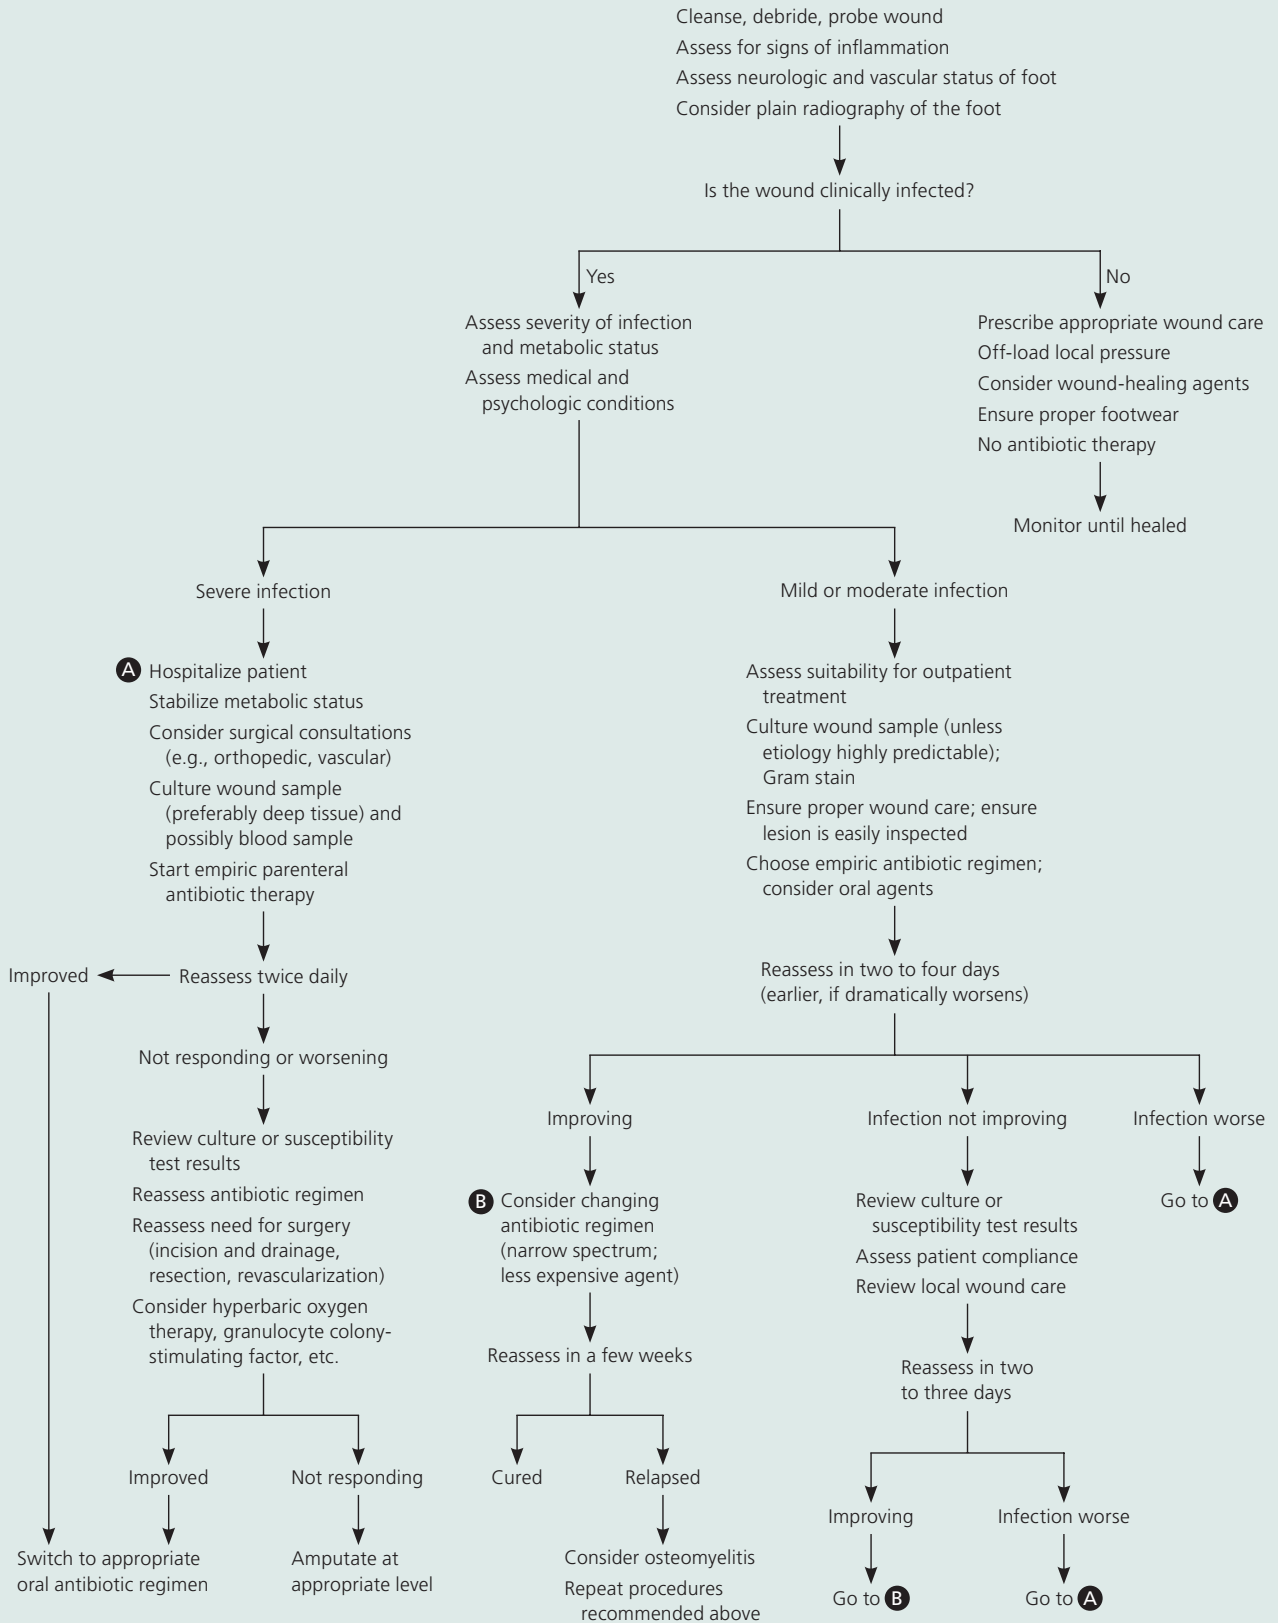 Cleanse, debride, probe wound
Assess for signs of inflammation
Assess neurologic and vascular status of foot
Consider plain radiography of the foot
Is the wound clinically infected?
Yes
No
Assess severity of infection
and metabolic status
Assess medical and
psychologic conditions
Prescribe appropriate wound care
Off-load local pressure
Consider wound-healing agents
Ensure proper footwear
No antibiotic therapy
Monitor until healed
Severe infection
A Hospitalize patient
Stabilize metabolic status
Consider surgical consultations
(e.g., orthopedic, vascular)
Culture wound sample
(preferably deep tissue) and
possibly blood sample
Start empiric parenteral
antibiotic therapy
Improved
Reassess twice daily
Not responding or worsening
Review culture or susceptibility
test results
Reassess antibiotic regimen
Reassess need for surgery
(incision and drainage,
resection, revascularization)
Consider hyperbaric oxygen
therapy, granulocyte colony-
stimulating factor, etc.
Improved
Not responding
Switch to appropriate
oral antibiotic regimen
Amputate at
appropriate level
Mild or moderate infection
Assess suitability for outpatient
treatment
Culture wound sample (unless
etiology highly predictable);
Gram stain
Ensure proper wound care; ensure
lesion is easily inspected
Choose empiric antibiotic regimen;
consider oral agents
Reassess in two to four days
(earlier, if dramatically worsens)
Improving
B Consider changing
antibiotic regimen
(narrow spectrum;
less expensive agent)
Reassess in a few weeks
Cured
Relapsed
Consider osteomyelitis
Repeat procedures
recommended above
Infection not improving
Review culture or
susceptibility test results
Assess patient compliance
Review local wound care
Reassess in two
to three days
Improving
Go to B
Infection worse
Go to A
Infection worse
Go to A